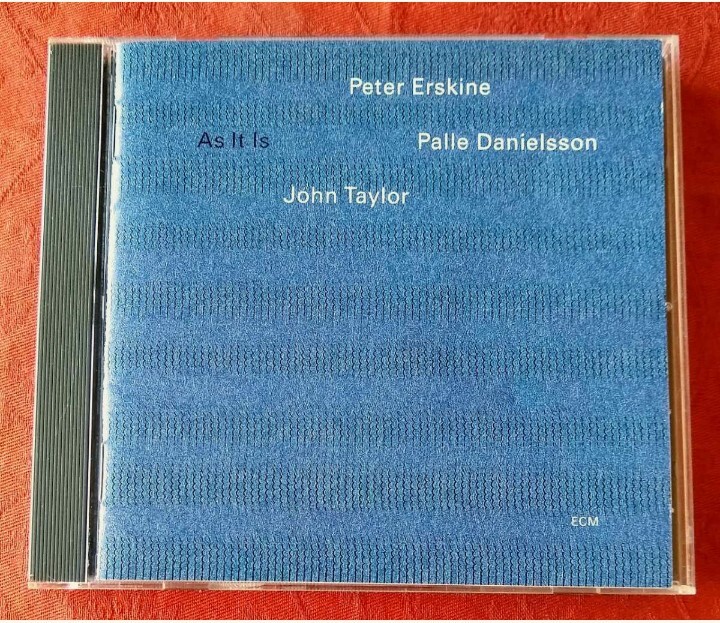 Peter Erskine
As It Is
Palle Danielsson
John Taylor
ECM